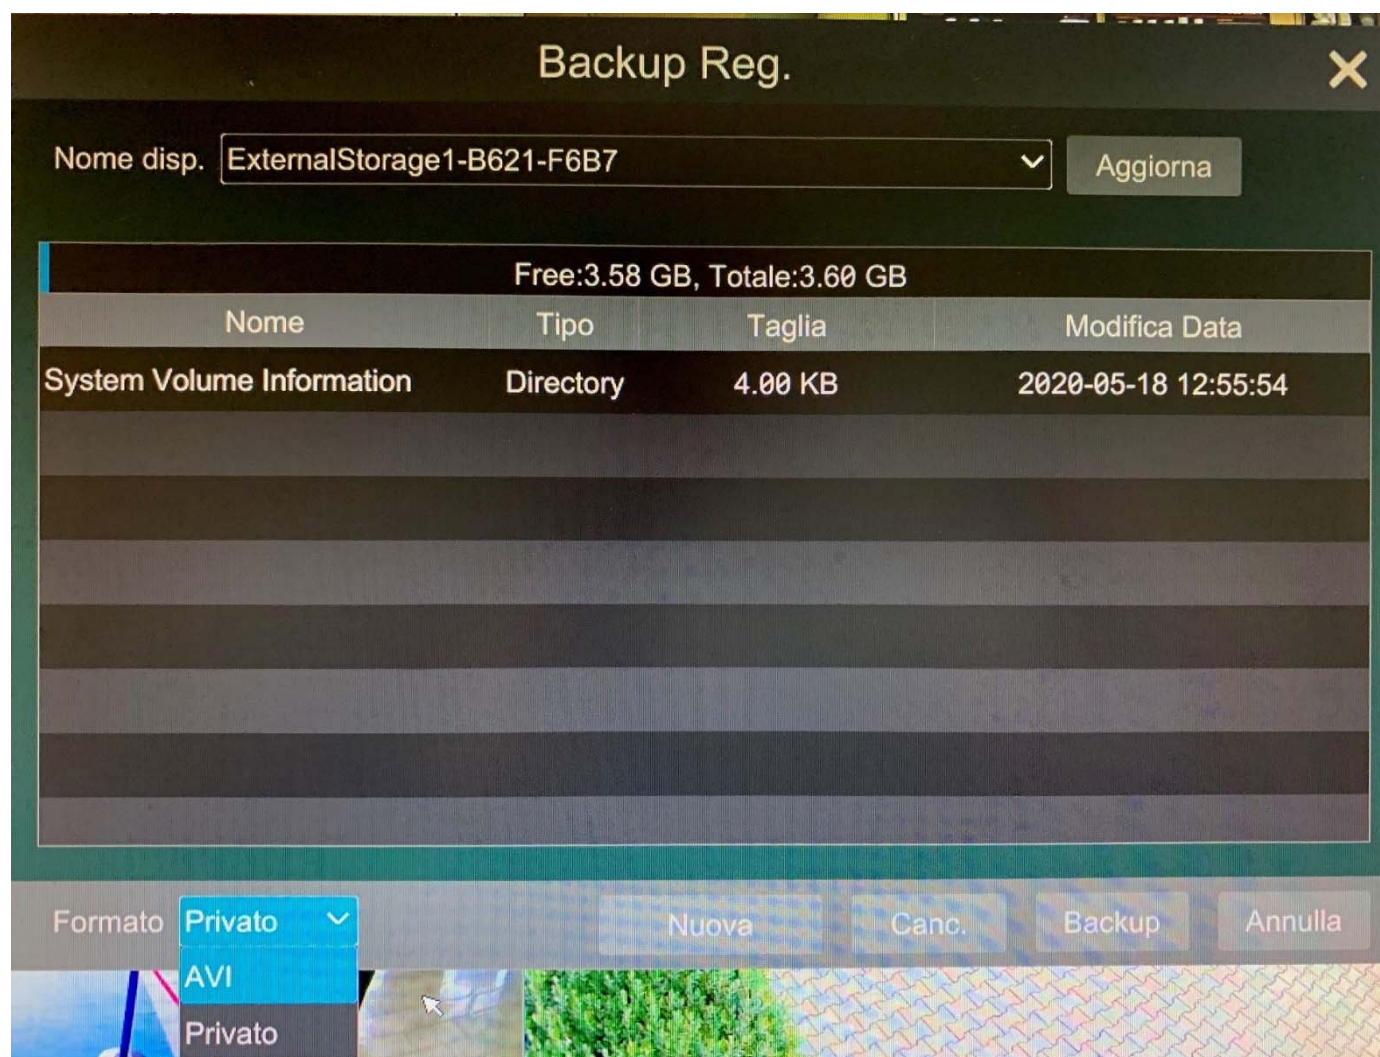 Backup Reg.
Nome disp. ExternalStorage1-B621-F6B7 Aggiorna
Free:3.58 GB, Totale:3.60 GB
Nome Tipo Taglia Modifica Data
System Volume Information Directory 4.00 KB 2020-05-18 12:55:54
Formato Privato Nuova Canc. Backup Annulla
AVI
Privato